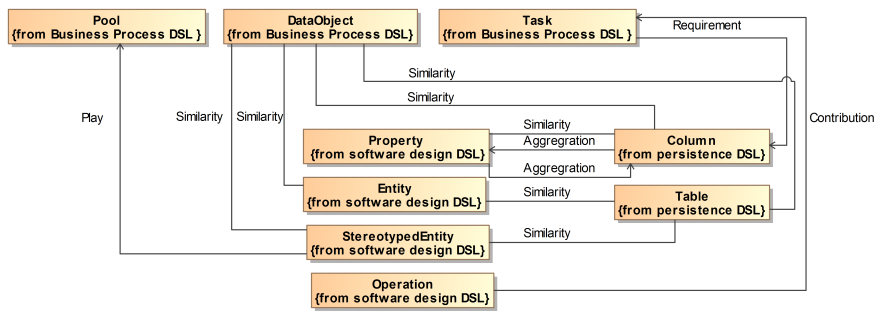 Pool
{from Business Process DSL }
DataObject
{from Business Process DSL}
Task
{from Business Process DSL }
Requirement
Similarity
Similarity
Play
Similarity
Similarity
Contribution
Property
{from software design DSL}
Similarity
Aggregration
Aggregration
Column
{from persistence DSL}
Entity
{from software design DSL}
Similarity
Table
{from persistence DSL}
StereotypedEntity
{from software design DSL}
Similarity
Operation
{from software design DSL}